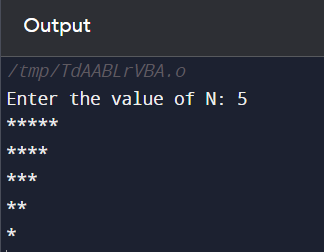 Output
/tmp/TdAABLrVBA.o
Enter the value of N: 5
*****
****
***
**
*